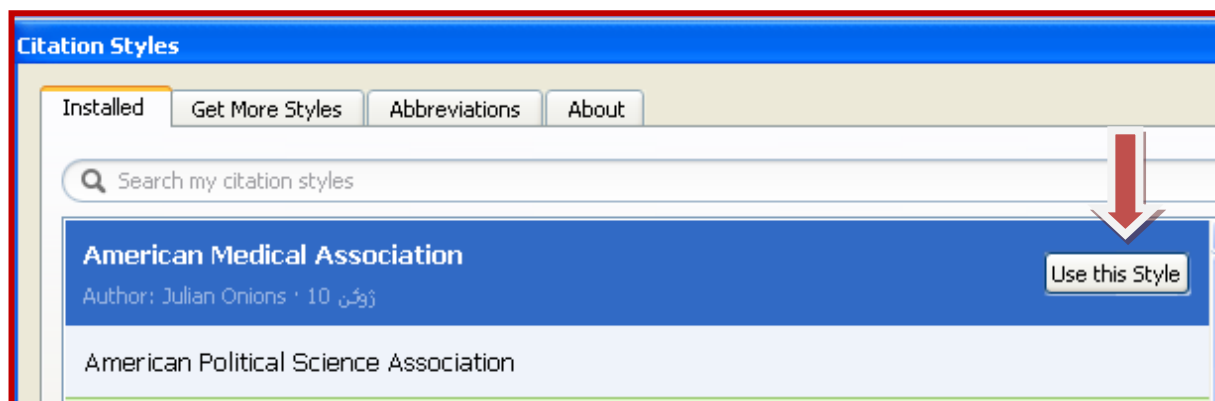 Citation Styles
Installed Get More Styles Abbreviations About
Search my citation styles
American Medical Association
Use this Style
Author: Julian Onions · 10 ژوئن
American Political Science Association